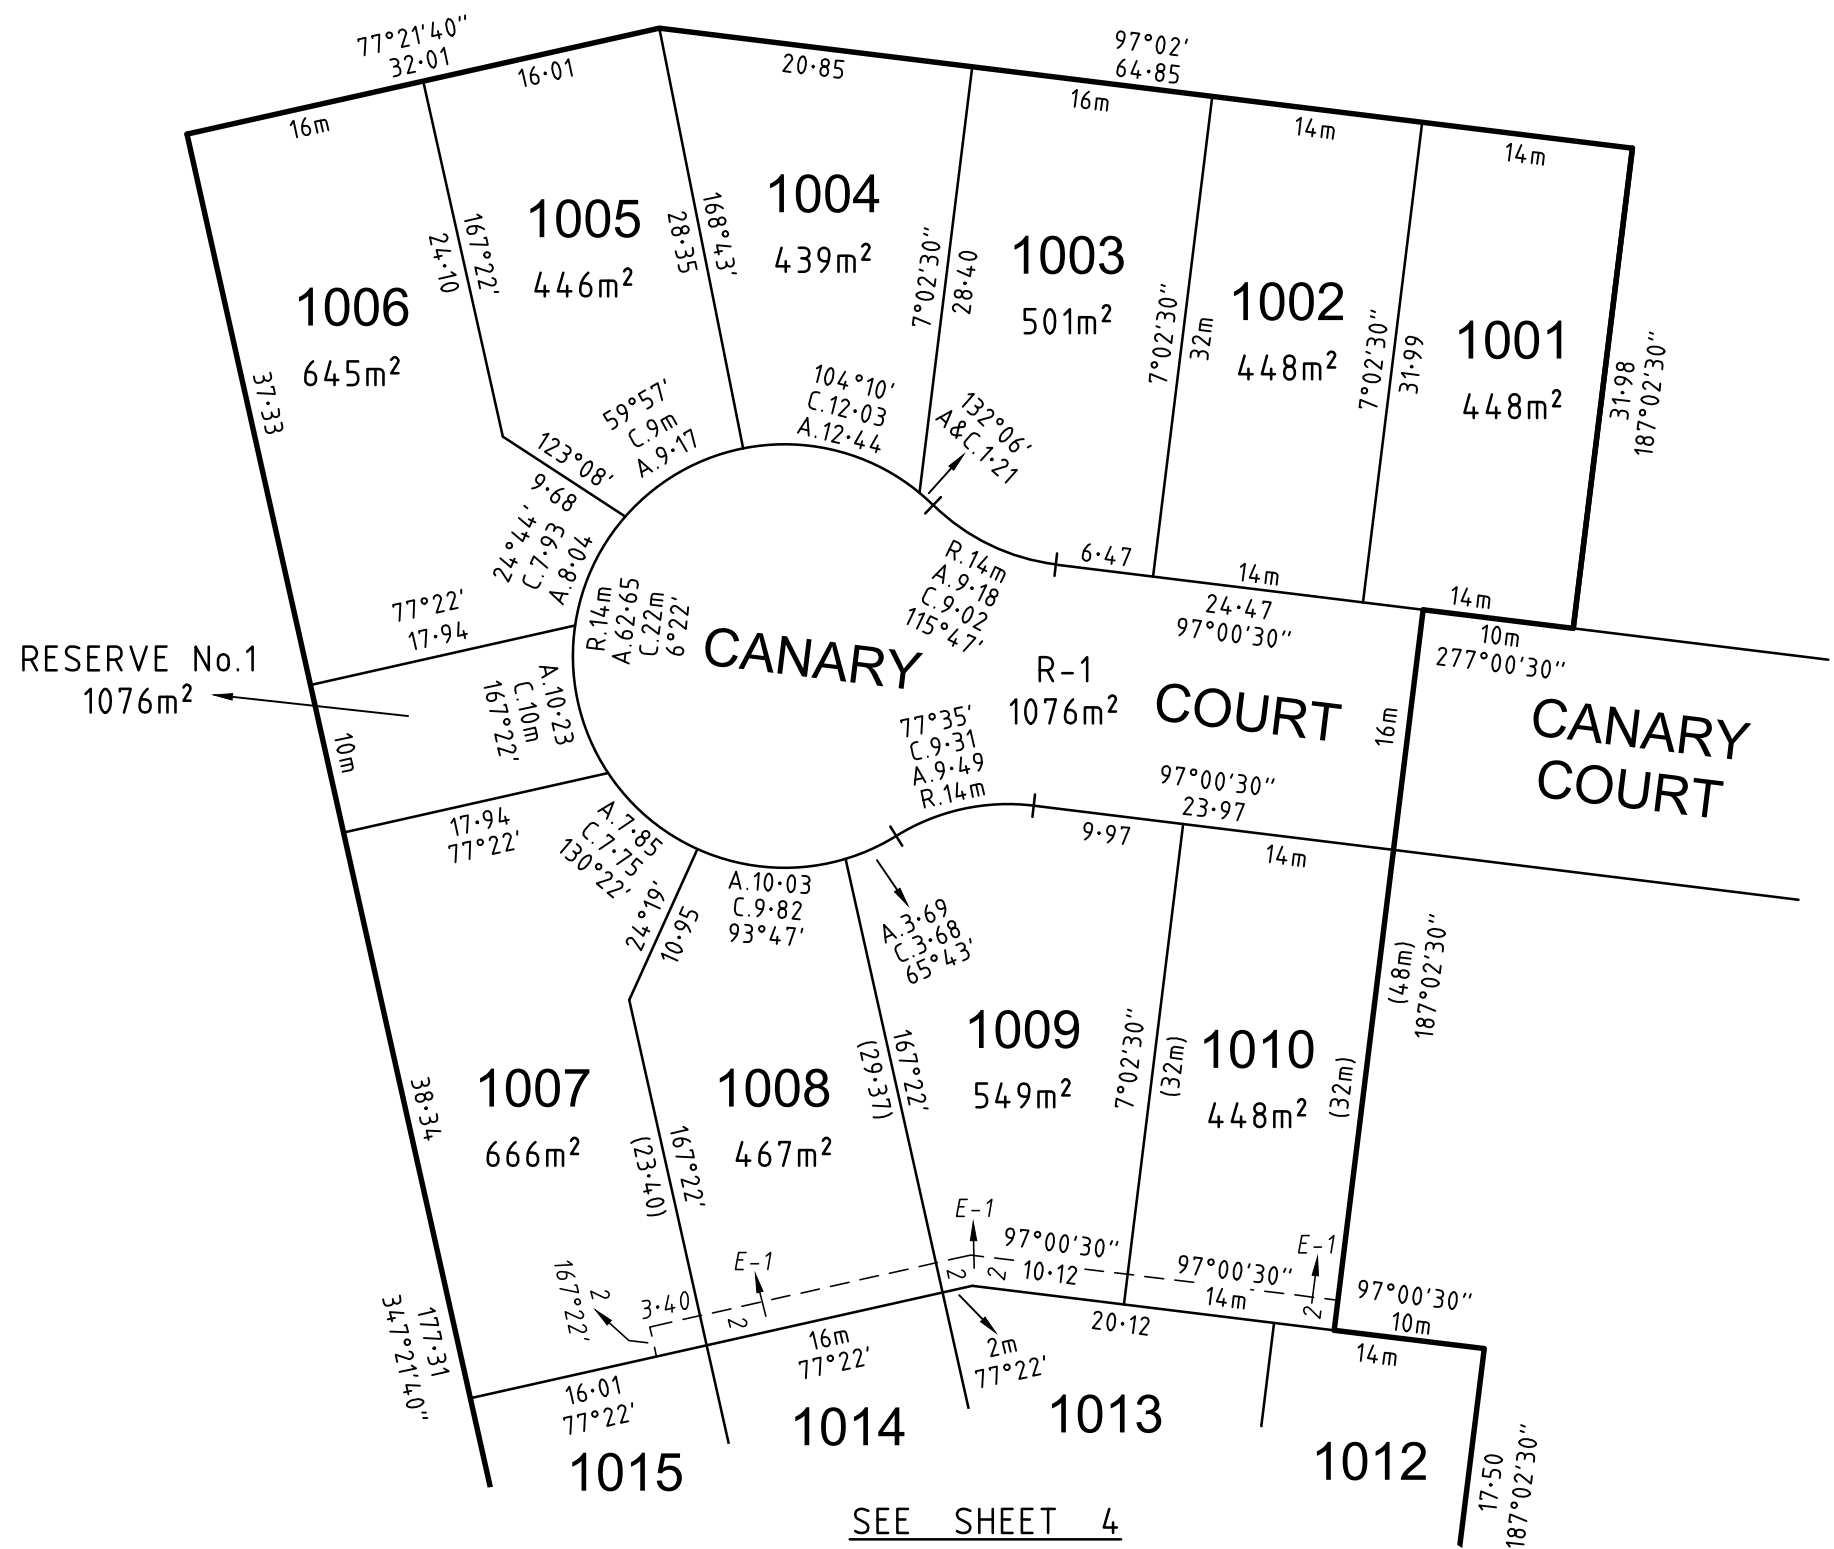 77°21'40"
32·01
16·01
16m
97°02'
64·85
20·85
16m
14m
14m
1006
645m²
37·33
167°22'
24·10
1005
446m²
168°43'
28·35
1004
439m²
7°02'30"
28·40
1003
501m²
7°02'30"
32m
1002
448m²
7°02'30"
31·99
1001
448m²
31·98
187°02'30"
123°08'
9·68
59°57'
C.9m
A.9·17
104°10'
C.12·03
A.12·44
132°06'
A&C.1·21
24°44'
C.7·93
A.8·04
R.14m
A.62·65
C.22m
6°22'
R.14m
A.9·18
C.9·02
115°47'
6·47
14m
24·47
97°00'30"
14m
10m
277°00'30"
77°22'
17·94
RESERVE No.1
1076m²
10m
A.10·23
C.10m
167°22'
CANARY
COURT
R-1
1076m²
16m
CANARY
COURT
77°35'
C.9·31
A.9·49
R.14m
97°00'30"
23·97
9·97
14m
17·94
77°22'
A.7·85
C.7·75
130°22'
24°19'
10·95
A.10·03
C.9·82
93°47'
A.3·69
C.3·68
65°43'
(48m)
187°02'30"
38·34
1007
666m²
(23·40)
167°22'
1008
467m²
(29·37)
167°22'
1009
549m²
7°02'30"
(32m)
1010
448m²
(32m)
E-1
E-1
E-1
97°00'30"
10·12
97°00'30"
14m
2
2
2
2
2
167°22'
3·40
97°00'30"
10m
14m
20·12
2m
77°22'
16m
77°22'
16·01
77°22'
177·31
347°21'40"
1015
1014
1013
1012
17·50
187°02'30"
SEE SHEET 4